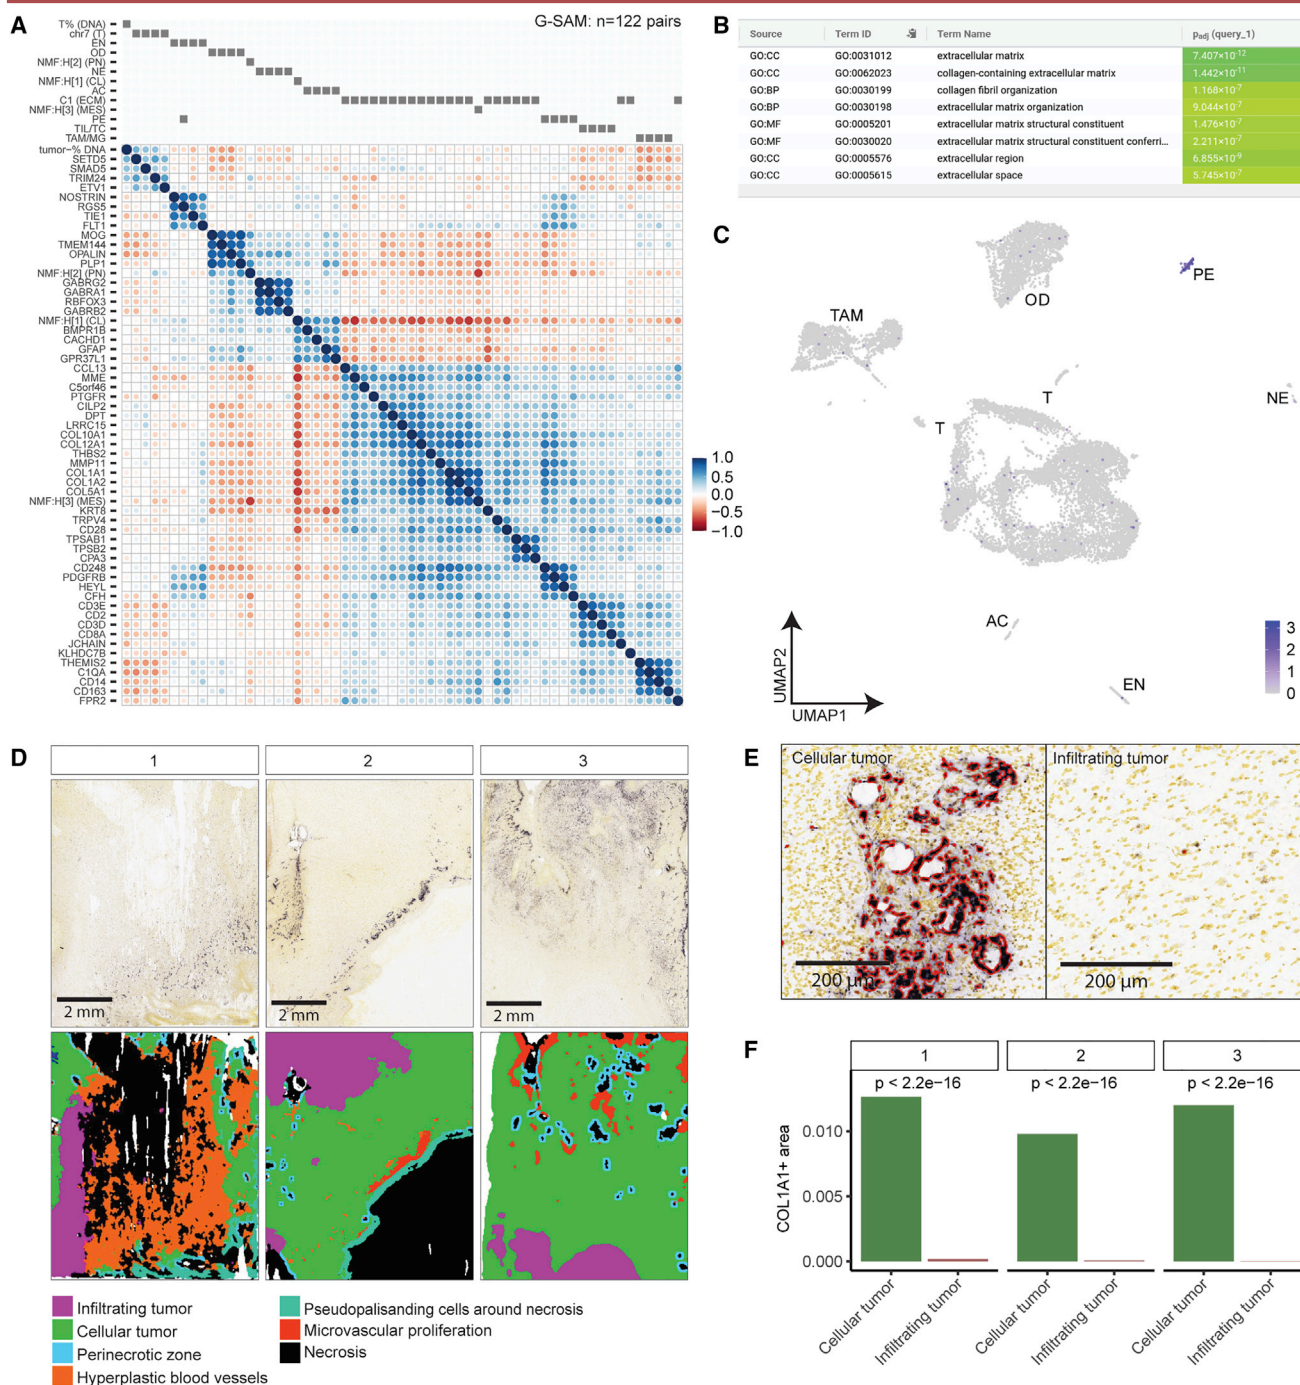 A
G-SAM: n=122 pairs
T% (DNA)
chr7 (T)
EN
OD
NMF:H[2] (PN)
NE
NMF:H[1] (CL)
AC
C1 (ECM)
NMF:H[3] (MES)
PE
TIL/TC
TAM/MG
tumor-% DNA
SETD5
SMAD5
TRIM24
ETV1
NOSTRIN
RGS5
TIE1
FLT1
MOG
TMEM144
OPALIN
PLP1
NMF:H[2] (PN)
GABRG2
GABRA1
RBFOX3
GABRB2
NMF:H[1] (CL)
BMPR1B
CACHD1
GFAP
GPR37L1
CCL13
MME
C5orf46
PTGFR
CILP2
DPT
LRRC15
COL10A1
COL12A1
THBS2
MMP11
COL1A1
COL1A2
COL5A1
NMF:H[3] (MES)
KRT8
TRPV4
CD28
TPSAB1
TPSB2
CPA3
CD248
PDGFRB
HEYL
CFH
CD3E
CD2
CD3D
CD8A
JCHAIN
KLHDC7B
THEMIS2
C1QA
CD14
CD163
FPR2
1.0
0.5
0.0
−0.5
−1.0
B
Source Term ID Term Name padj (query_1)
GO:CC GO:0031012 extracellular matrix 7.407×10⁻¹²
GO:CC GO:0062023 collagen-containing extracellular matrix 1.442×10⁻¹¹
GO:BP GO:0030199 collagen fibril organization 1.168×10⁻⁷
GO:BP GO:0030198 extracellular matrix organization 9.044×10⁻⁷
GO:MF GO:0005201 extracellular matrix structural constituent 1.476×10⁻⁷
GO:MF GO:0030020 extracellular matrix structural constituent conferri... 2.211×10⁻⁷
GO:CC GO:0005576 extracellular region 6.855×10⁻⁹
GO:CC GO:0005615 extracellular space 5.745×10⁻⁷
C
PE
OD
TAM
T
NE
T
AC
EN
UMAP2
UMAP1
3
2
1
0
D
1 2 3
2 mm 2 mm 2 mm
Infiltrating tumor
Cellular tumor
Perinecrotic zone
Hyperplastic blood vessels
Pseudopalisanding cells around necrosis
Microvascular proliferation
Necrosis
E
Cellular tumor Infiltrating tumor
200 µm 200 µm
F
1 2 3
p < 2.2e−16 p < 2.2e−16 p < 2.2e−16
COL1A1+ area
0.010
0.005
0.000
Cellular tumor Infiltrating tumor Cellular tumor Infiltrating tumor Cellular tumor Infiltrating tumor